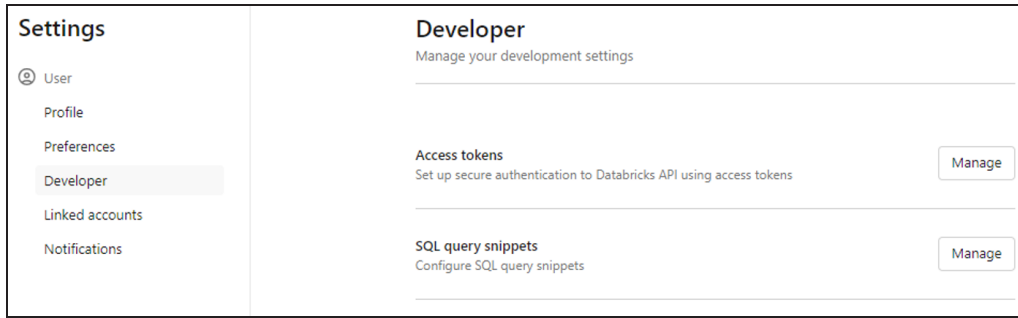 Settings
User
Profile
Preferences
Developer
Linked accounts
Notifications
Developer
Manage your development settings
Access tokens
Set up secure authentication to Databricks API using access tokens
Manage
SQL query snippets
Configure SQL query snippets
Manage